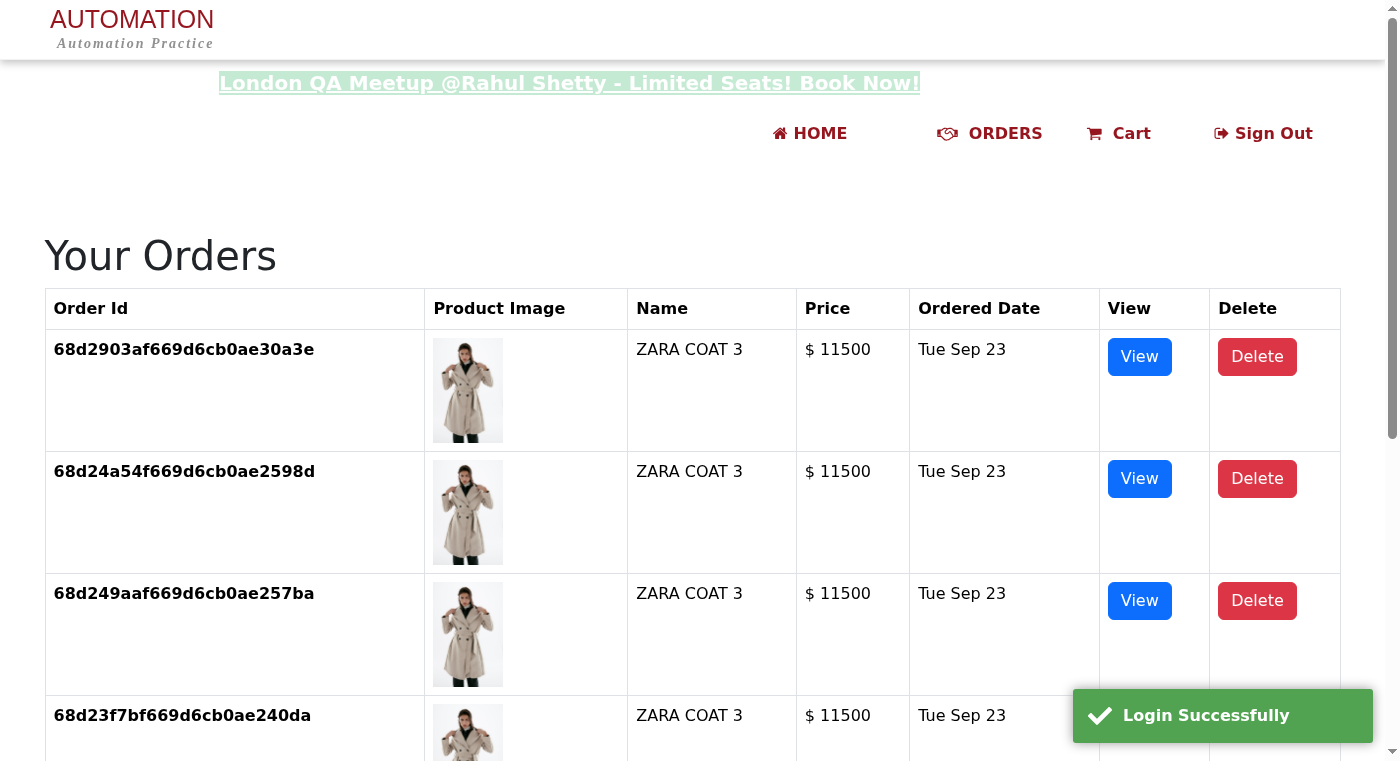 AUTOMATION
Automation Practice
London QA Meetup @Rahul Shetty - Limited Seats! Book Now!
HOME ORDERS Cart Sign Out
Your Orders
Order Id Product Image Name Price Ordered Date View Delete
68d2903af669d6cb0ae30a3e ZARA COAT 3 $ 11500 Tue Sep 23 View Delete
68d24a54f669d6cb0ae2598d ZARA COAT 3 $ 11500 Tue Sep 23 View Delete
68d249aaf669d6cb0ae257ba ZARA COAT 3 $ 11500 Tue Sep 23 View Delete
68d23f7bf669d6cb0ae240da ZARA COAT 3 $ 11500 Tue Sep 23
Login Successfully